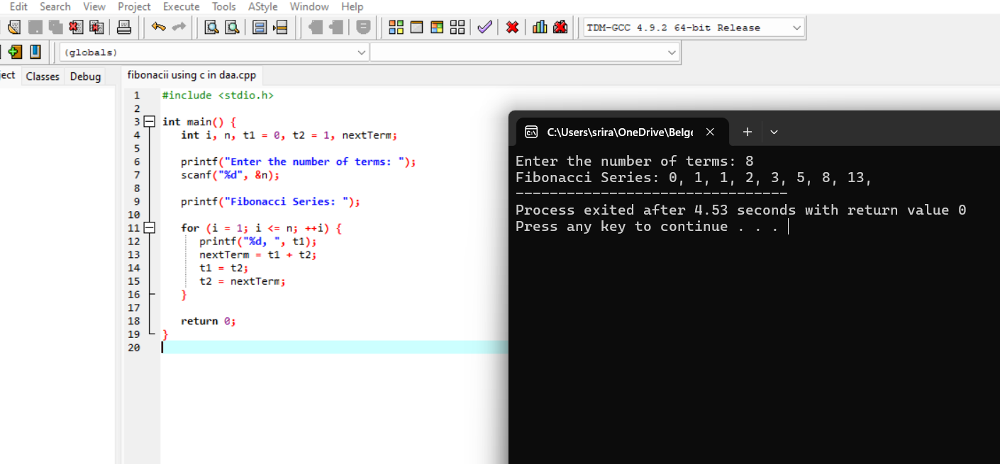 Edit Search View Project Execute Tools AStyle Window Help
TDM-GCC 4.9.2 64-bit Release
(globals)
ject Classes Debug
fibonacii using c in daa.cpp
1 #include <stdio.h>
2
3 int main() {
4 int i, n, t1 = 0, t2 = 1, nextTerm;
5
6 printf("Enter the number of terms: ");
7 scanf("%d", &n);
8
9 printf("Fibonacci Series: ");
10
11 for (i = 1; i <= n; ++i) {
12 printf("%d, ", t1);
13 nextTerm = t1 + t2;
14 t1 = t2;
15 t2 = nextTerm;
16 }
17
18 return 0;
19 }
20
C:\Users\srira\OneDrive\Belge
Enter the number of terms: 8
Fibonacci Series: 0, 1, 1, 2, 3, 5, 8, 13,
--------------------------------
Process exited after 4.53 seconds with return value 0
Press any key to continue . . .